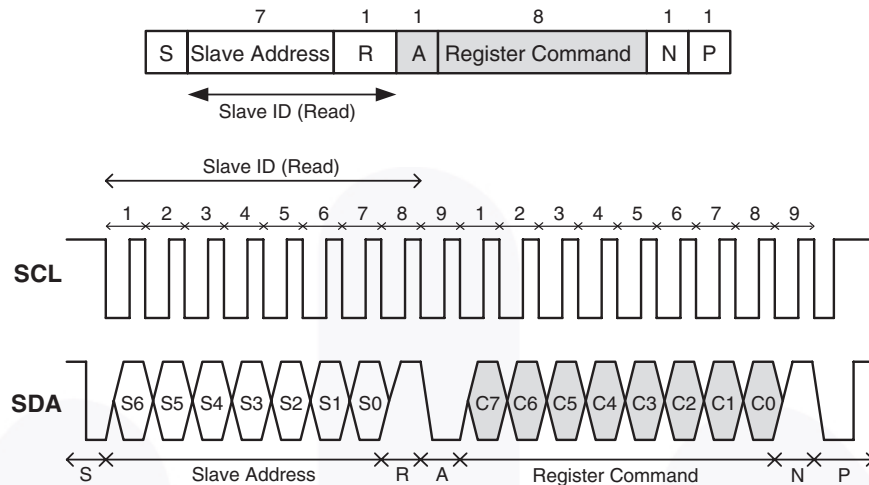 7 1 1 8 1 1
S Slave Address R A Register Command N P
Slave ID (Read)
Slave ID (Read)
1 2 3 4 5 6 7 8 9 1 2 3 4 5 6 7 8 9
SCL
SDA S6 S5 S4 S3 S2 S1 S0 C7 C6 C5 C4 C3 C2 C1 C0
S Slave Address R A Register Command N P